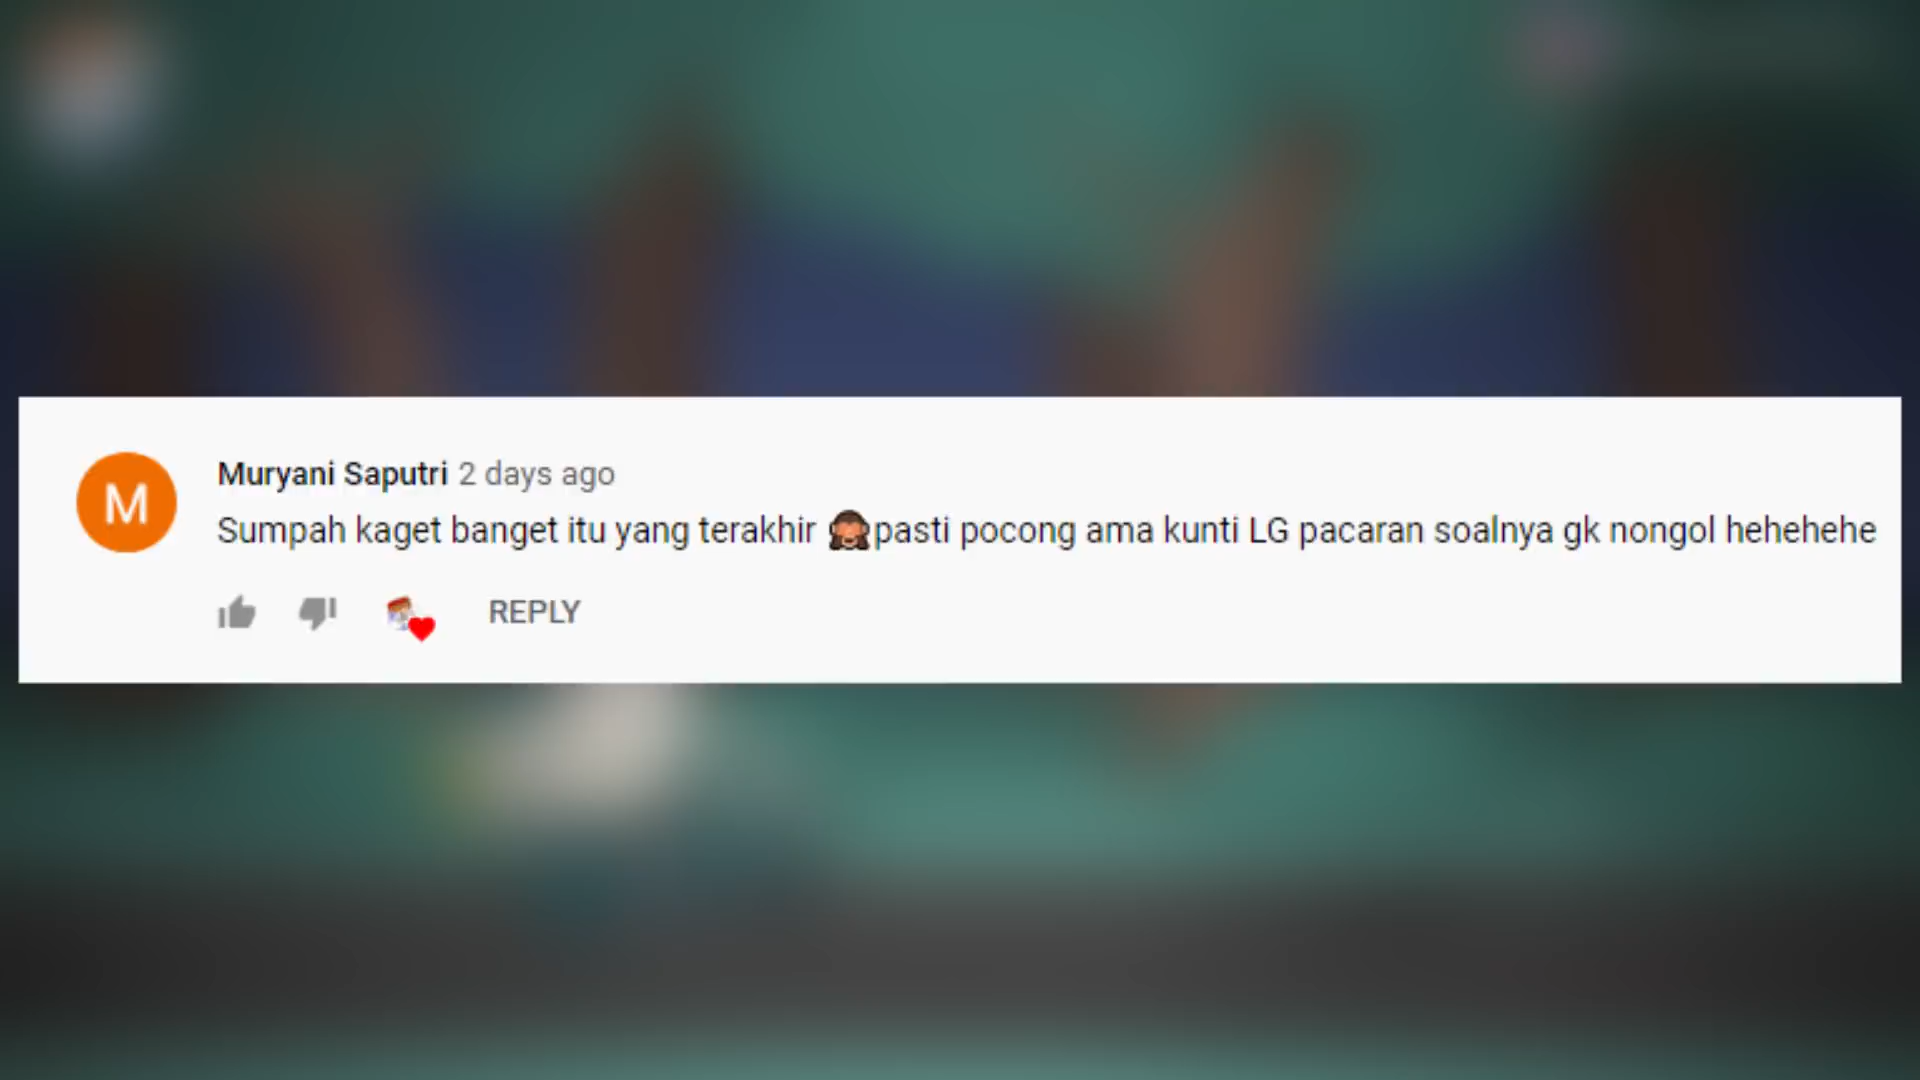 M
Muryani Saputri 2 days ago
Sumpah kaget banget itu yang terakhir 🙈pasti pocong ama kunti LG pacaran soalnya gk nongol hehehehe
REPLY